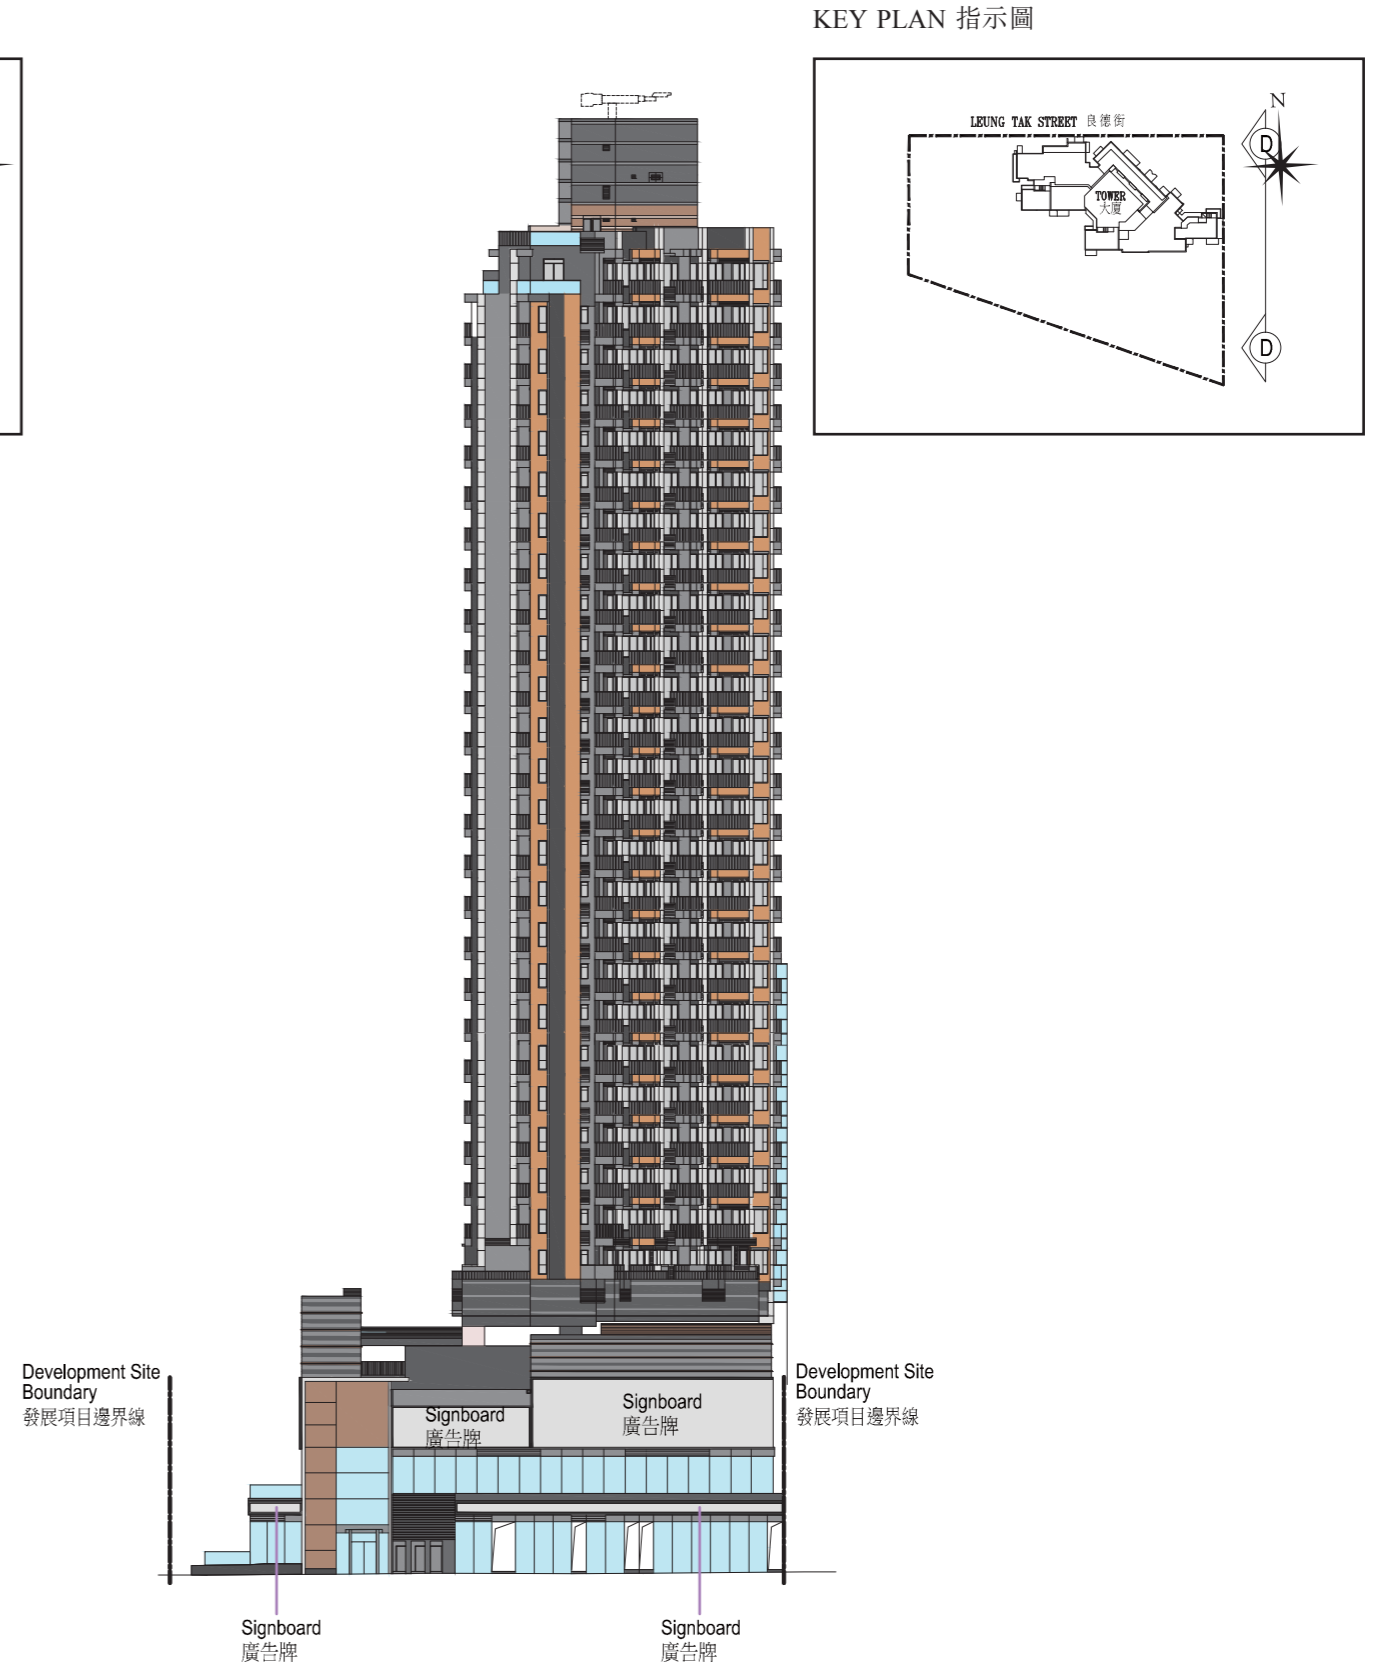 KEY PLAN 指示圖
N
LEUNG TAK STREET 良德街
D
TOWER
大廈
D
Development Site
Boundary
發展項目邊界線
Development Site
Boundary
發展項目邊界線
Signboard
廣告牌
Signboard
廣告牌
Signboard
廣告牌
Signboard
廣告牌